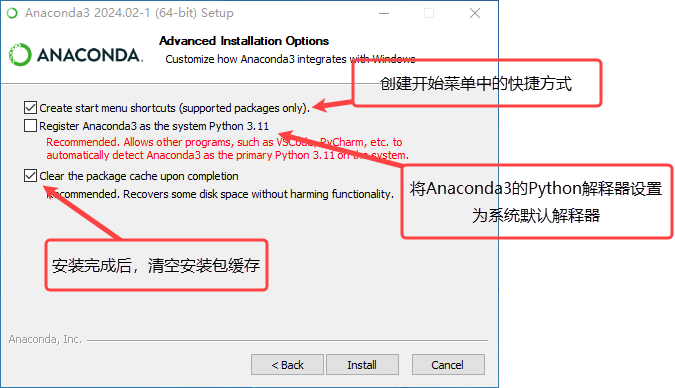 Anaconda3 2024.02-1 (64-bit) Setup
ANACONDA.
Advanced Installation Options
Customize how Anaconda3 integrates with Windows
创建开始菜单中的快捷方式
Create start menu shortcuts (supported packages only).
Register Anaconda3 as the system Python 3.11
Recommended. Allows other programs, such as VSCode, PyCharm, etc. to
automatically detect Anaconda3 as the primary Python 3.11 on the system.
将Anaconda3的Python解释器设置
为系统默认解释器
Clear the package cache upon completion
Recommended. Recovers some disk space without harming functionality.
安装完成后，清空安装包缓存
Anaconda, Inc.
< Back
Install
Cancel